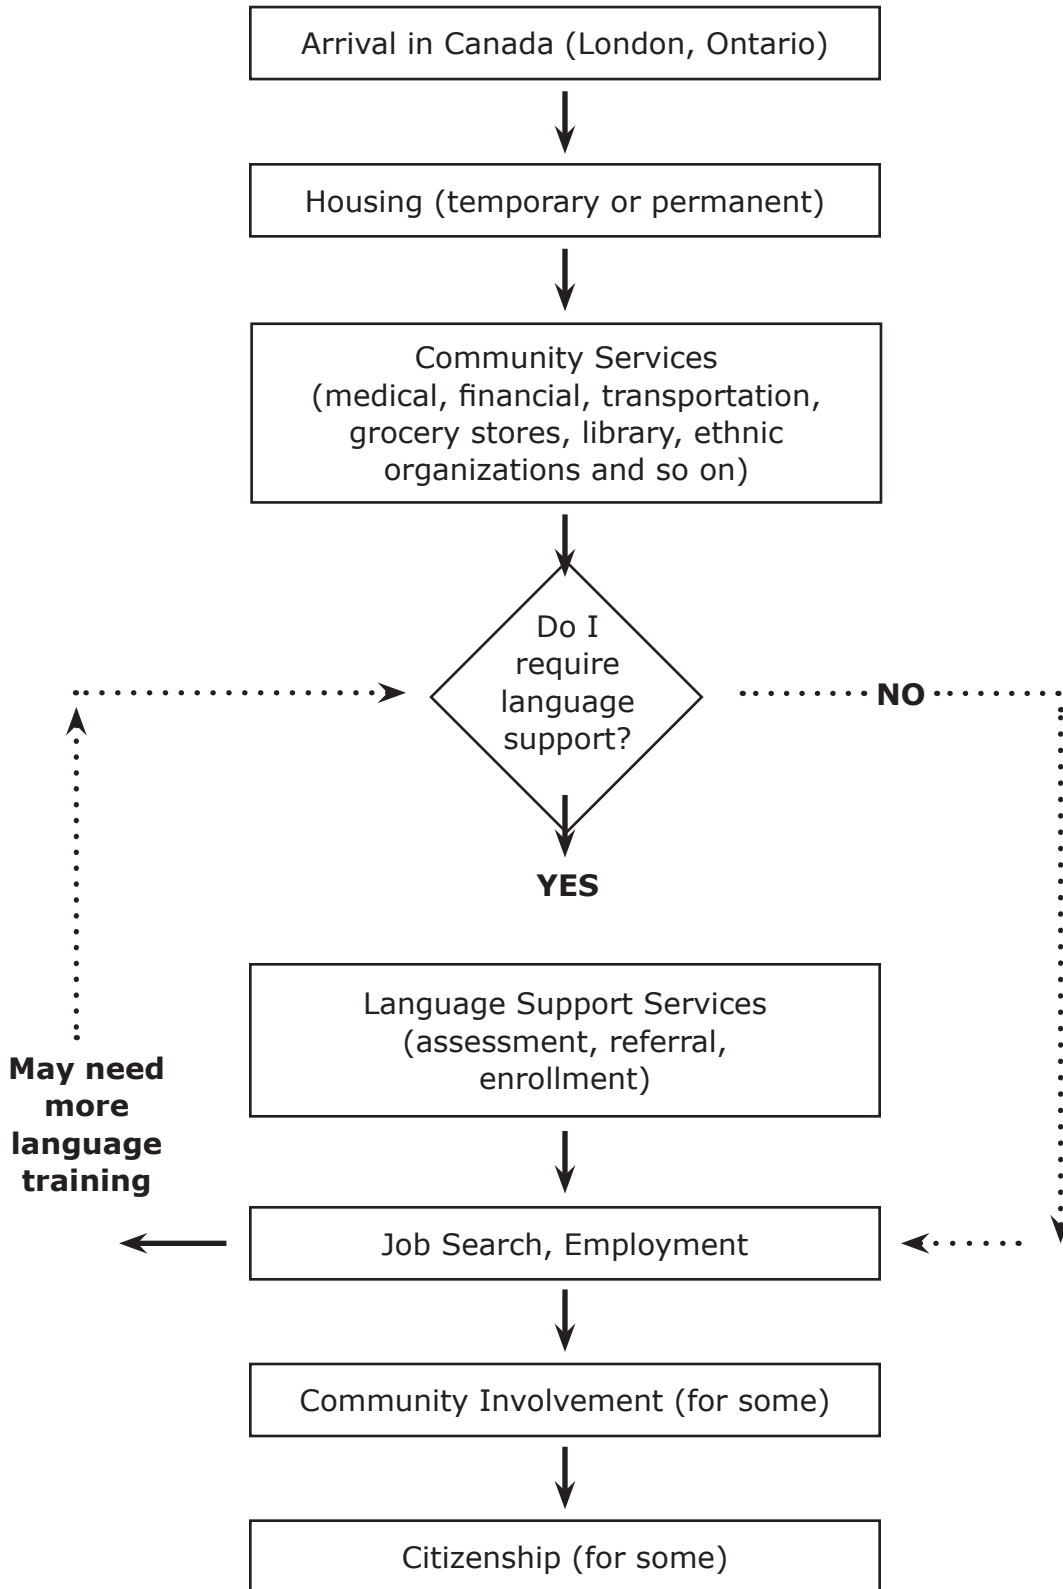 Arrival in Canada (London, Ontario)
Housing (temporary or permanent)
Community Services
(medical, financial, transportation,
grocery stores, library, ethnic
organizations and so on)
Do I
require
language
support?
NO
YES
Language Support Services
(assessment, referral,
enrollment)
May need
more
language
training
Job Search, Employment
Community Involvement (for some)
Citizenship (for some)